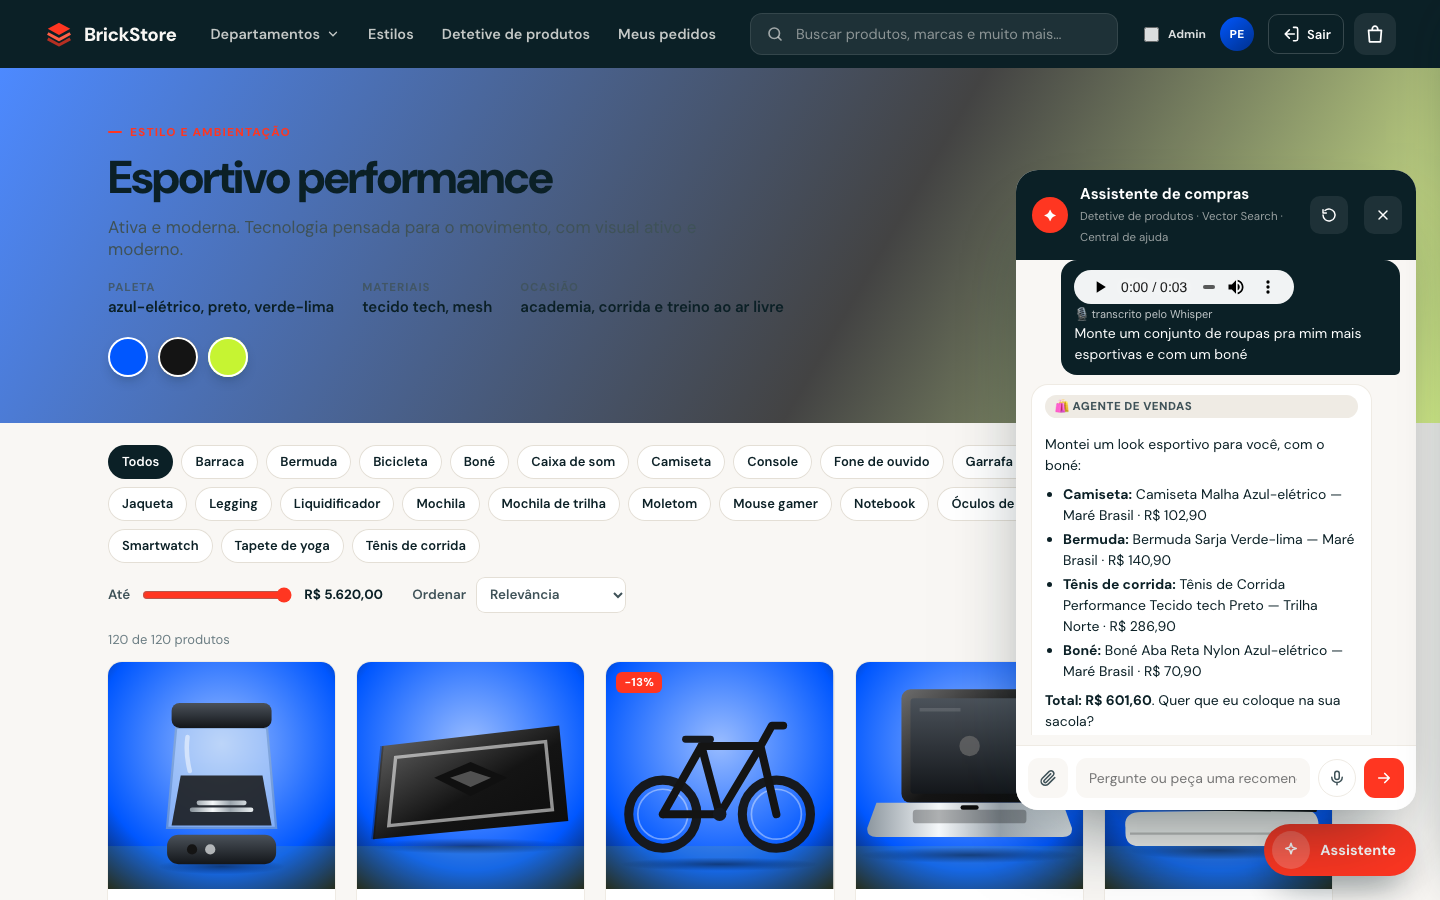 BrickStore
Departamentos
Estilos
Detetive de produtos
Meus pedidos
Buscar produtos, marcas e muito mais...
Admin
PE
Sair
— ESTILO E AMBIENTAÇÃO
Esportivo performance
Ativa e moderna. Tecnologia pensada para o movimento, com visual ativo e
moderno.
PALETA
azul-elétrico, preto, verde-lima
MATERIAIS
tecido tech, mesh
OCASIÃO
academia, corrida e treino ao ar livre
Todos
Barraca
Bermuda
Bicicleta
Boné
Caixa de som
Camiseta
Console
Fone de ouvido
Garrafa
Jaqueta
Legging
Liquidificador
Mochila
Mochila de trilha
Moletom
Mouse gamer
Notebook
Óculos de
Smartwatch
Tapete de yoga
Tênis de corrida
Até
R$ 5.620,00
Ordenar
Relevância
120 de 120 produtos
-13%
Assistente de compras
Detetive de produtos · Vector Search ·
Central de ajuda
0:00 / 0:03
transcrito pelo Whisper
Monte um conjunto de roupas pra mim mais
esportivas e com um boné
AGENTE DE VENDAS
Montei um look esportivo para você, com o
boné:
• Camiseta: Camiseta Malha Azul-elétrico —
Maré Brasil · R$ 102,90
• Bermuda: Bermuda Sarja Verde-lima — Maré
Brasil · R$ 140,90
• Tênis de corrida: Tênis de Corrida
Performance Tecido tech Preto — Trilha
Norte · R$ 286,90
• Boné: Boné Aba Reta Nylon Azul-elétrico —
Maré Brasil · R$ 70,90
Total: R$ 601,60. Quer que eu coloque na sua
sacola?
Pergunte ou peça uma recomen
Assistente